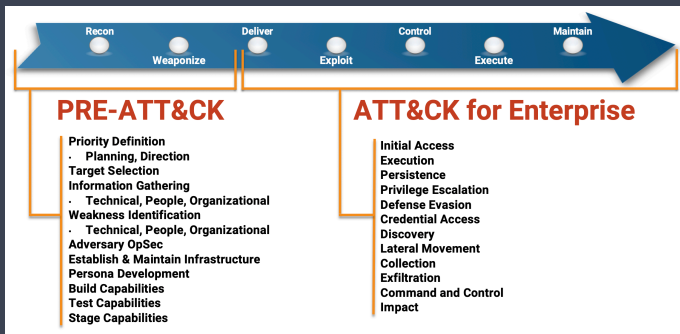 Recon
Weaponize
Deliver
Exploit
Control
Execute
Maintain
PRE-ATT&CK
Priority Definition
· Planning, Direction
Target Selection
Information Gathering
· Technical, People, Organizational
Weakness Identification
· Technical, People, Organizational
Adversary OpSec
Establish & Maintain Infrastructure
Persona Development
Build Capabilities
Test Capabilities
Stage Capabilities
ATT&CK for Enterprise
Initial Access
Execution
Persistence
Privilege Escalation
Defense Evasion
Credential Access
Discovery
Lateral Movement
Collection
Exfiltration
Command and Control
Impact